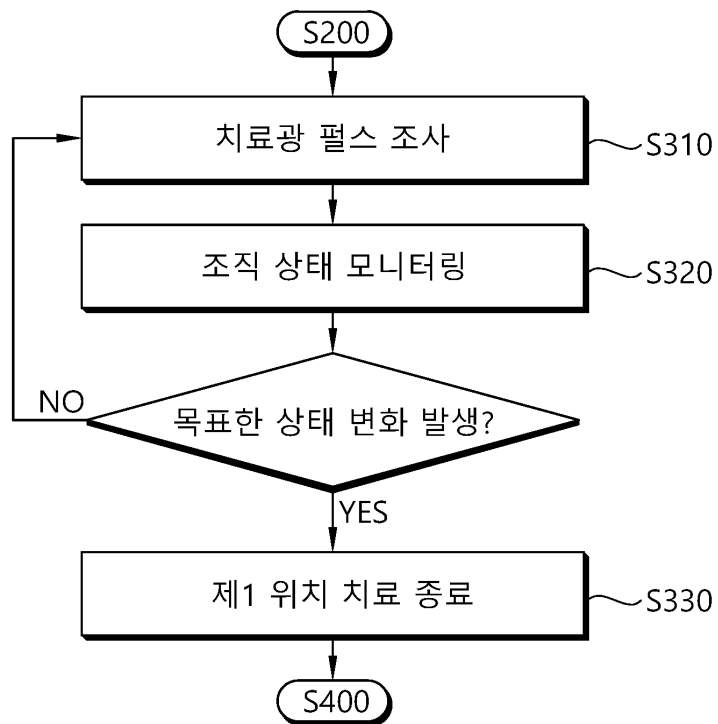 S200
치료광 펄스 조사
S310
조직 상태 모니터링
S320
목표한 상태 변화 발생?
NO
YES
제1 위치 치료 종료
S330
S400